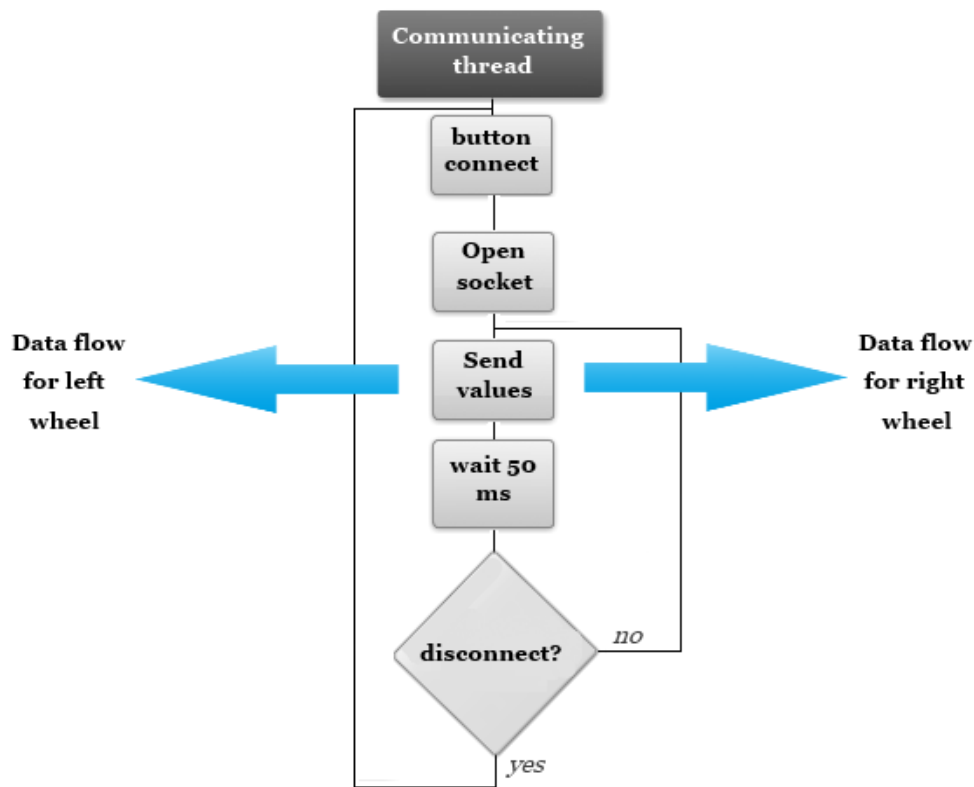 Communicating
thread
button
connect
Open
socket
Data flow
for left
wheel
Send
values
Data flow
for right
wheel
wait 50
ms
disconnect?
no
yes